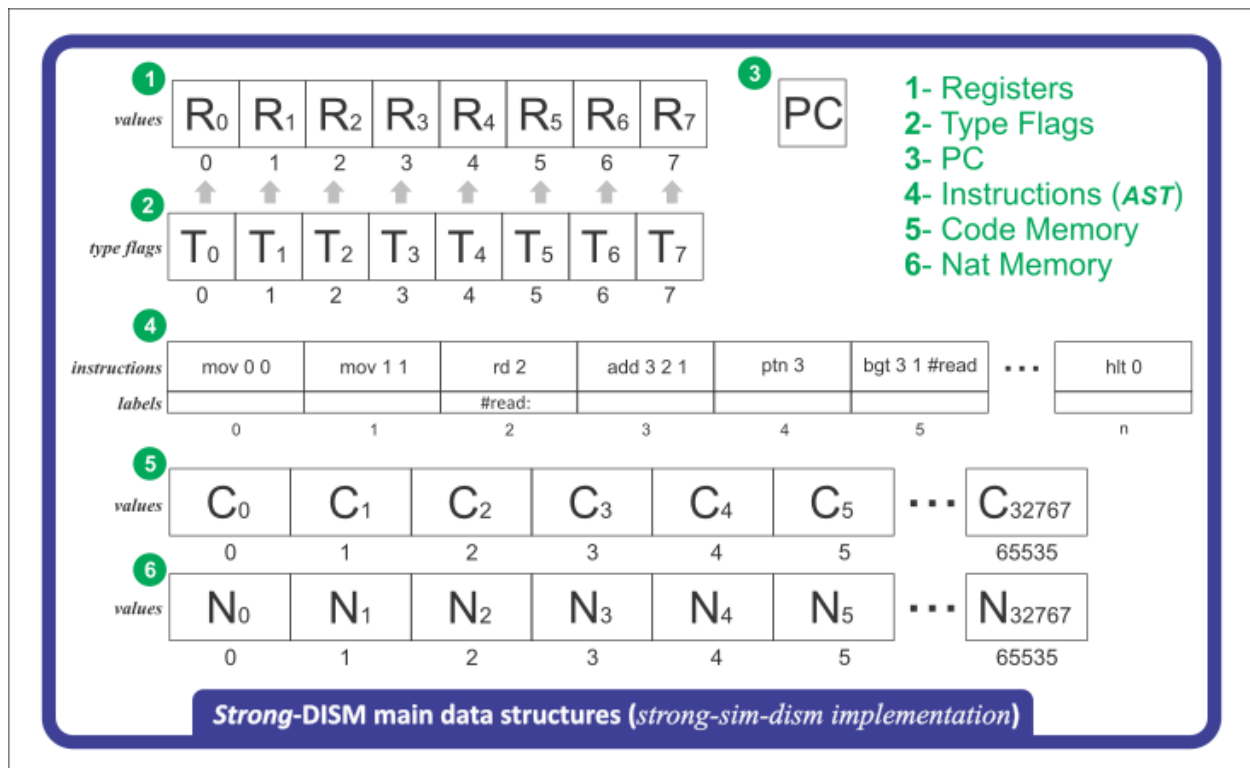 1 3
values R0 R1 R2 R3 R4 R5 R6 R7 PC
0 1 2 3 4 5 6 7
2
type flags T0 T1 T2 T3 T4 T5 T6 T7
0 1 2 3 4 5 6 7
1- Registers
2- Type Flags
3- PC
4- Instructions (AST)
5- Code Memory
6- Nat Memory
4
instructions mov 0 0 mov 1 1 rd 2 add 3 2 1 ptn 3 bgt 3 1 #read ... hlt 0
labels #read:
0 1 2 3 4 5 n
5
values C0 C1 C2 C3 C4 C5 ... C32767
0 1 2 3 4 5 65535
6
values N0 N1 N2 N3 N4 N5 ... N32767
0 1 2 3 4 5 65535
Strong-DISM main data structures (strong-sim-dism implementation)